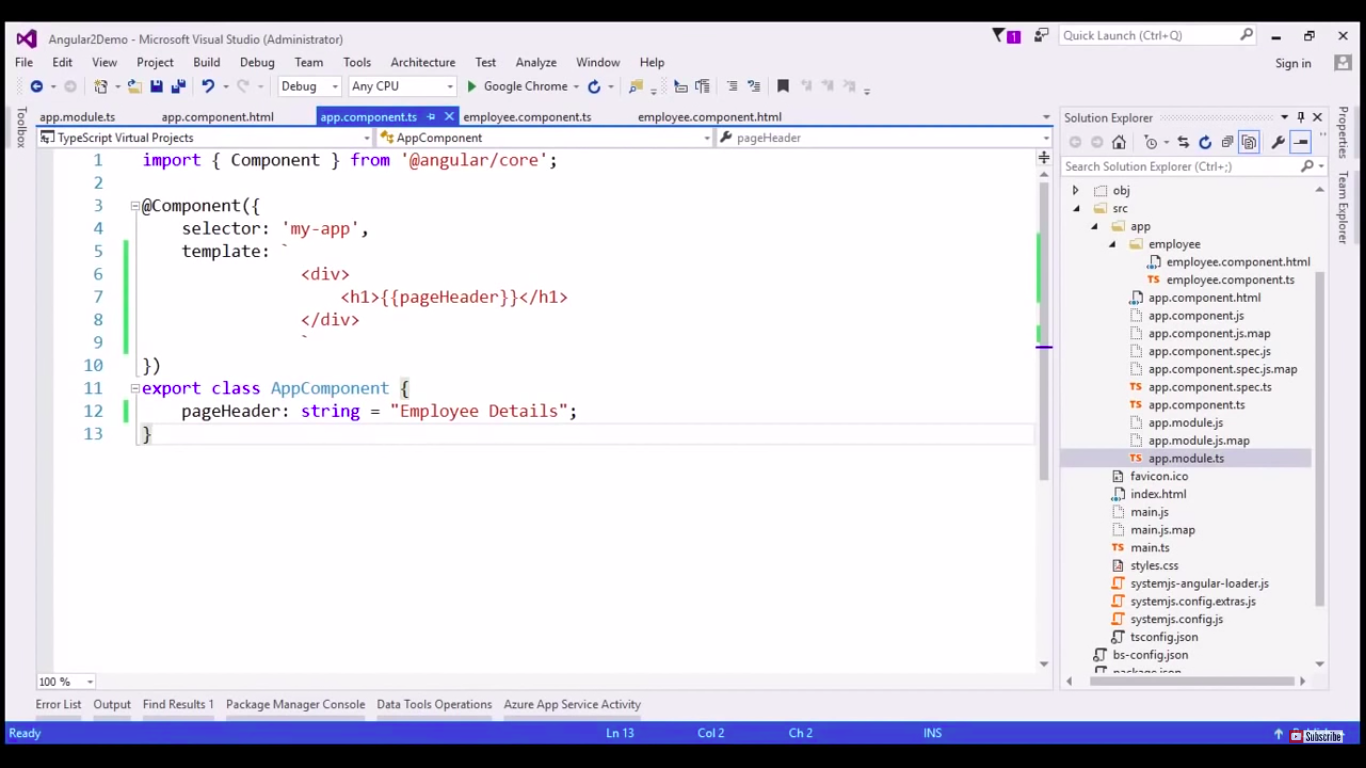 Angular2Demo - Microsoft Visual Studio (Administrator)
1
Quick Launch (Ctrl+Q)
File Edit View Project Build Debug Team Tools Architecture Test Analyze Window Help
Sign in
Debug Any CPU Google Chrome
Toolbox
app.module.ts app.component.html app.component.ts employee.component.ts employee.component.html
TypeScript Virtual Projects AppComponent pageHeader
1 import { Component } from '@angular/core';
2
3 @Component({
4 selector: 'my-app',
5 template: `
6 <div>
7 <h1>{{pageHeader}}</h1>
8 </div>
9 `
10 })
11 export class AppComponent {
12 pageHeader: string = "Employee Details";
13 }
100 %
Solution Explorer
Search Solution Explorer (Ctrl+;)
obj
src
app
employee
employee.component.html
TS employee.component.ts
app.component.html
app.component.js
app.component.js.map
app.component.spec.js
app.component.spec.js.map
TS app.component.spec.ts
TS app.component.ts
app.module.js
app.module.js.map
TS app.module.ts
favicon.ico
index.html
main.js
main.js.map
TS main.ts
styles.css
systemjs-angular-loader.js
systemjs.config.extras.js
systemjs.config.js
tsconfig.json
bs-config.json
package.json
Properties
Team Explorer
Error List Output Find Results 1 Package Manager Console Data Tools Operations Azure App Service Activity
Ready Ln 13 Col 2 Ch 2 INS
Subscribe